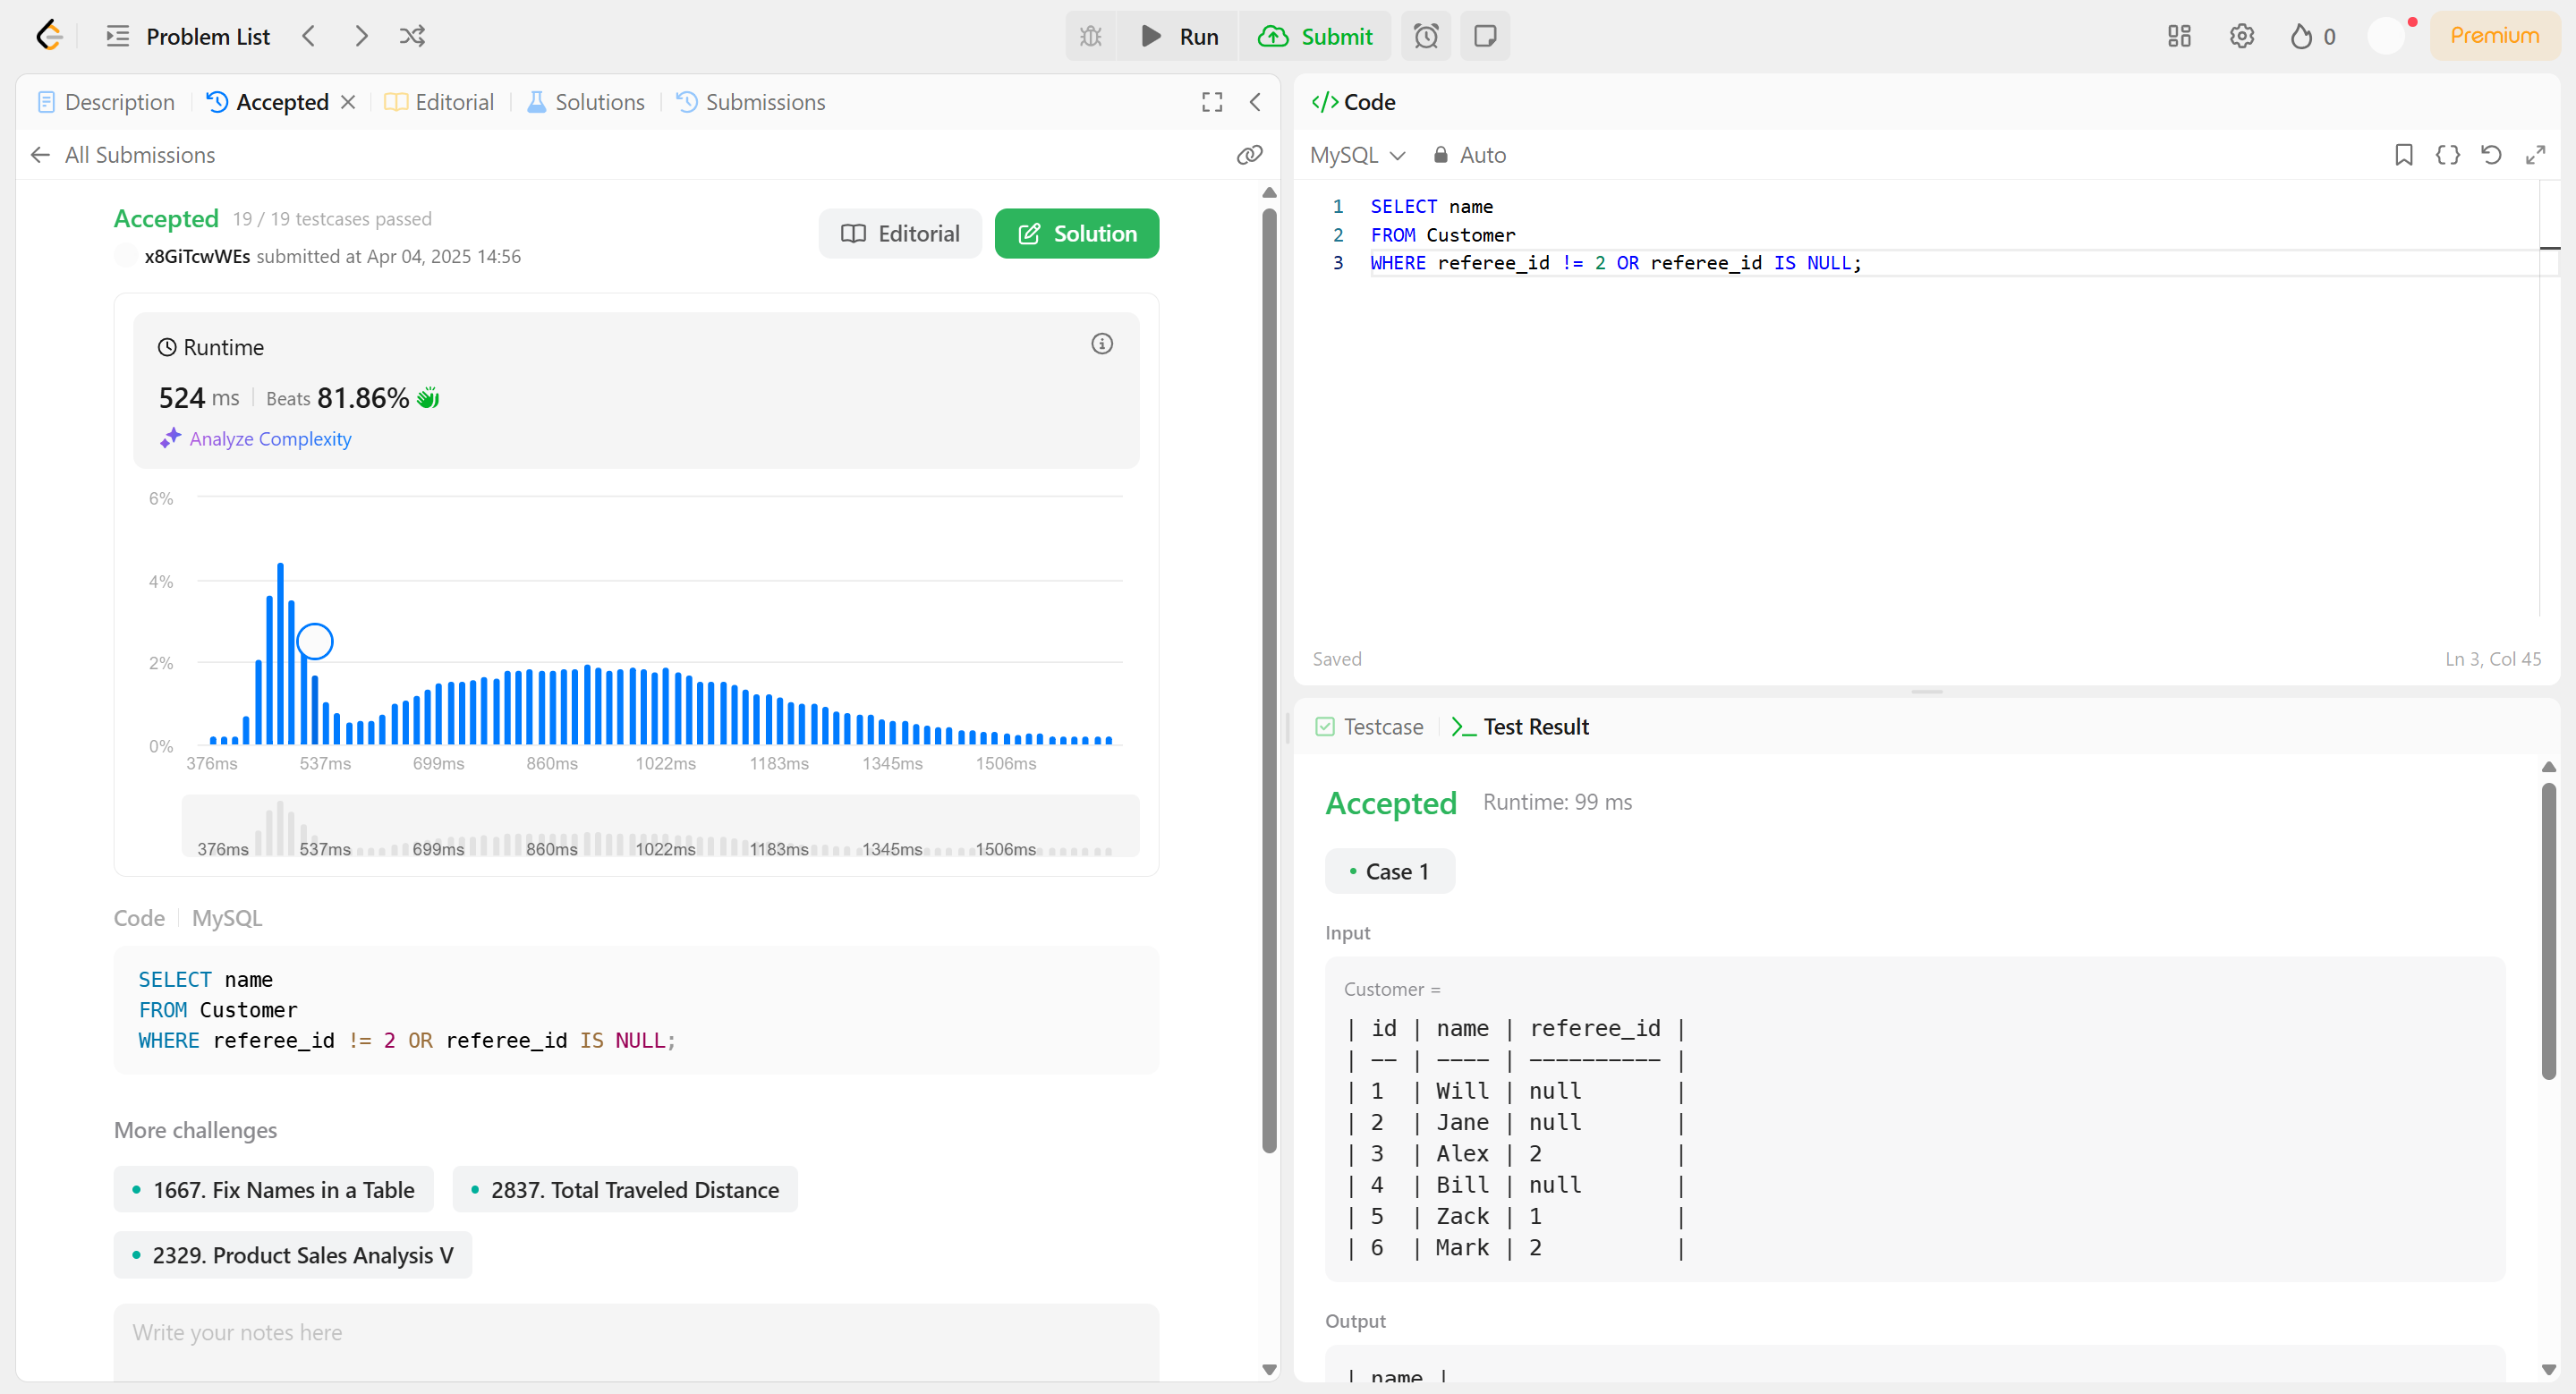 Problem List
Run
Submit
0
Premium
Description
Accepted
Editorial
Solutions
Submissions
All Submissions
Accepted 19 / 19 testcases passed
x8GiTcwWEs submitted at Apr 04, 2025 14:56
Editorial
Solution
Runtime
524 ms Beats 81.86%
Analyze Complexity
6%
4%
2%
0%
376ms 537ms 699ms 860ms 1022ms 1183ms 1345ms 1506ms
376ms 537ms 699ms 860ms 1022ms 1183ms 1345ms 1506ms
Code MySQL
SELECT name
FROM Customer
WHERE referee_id != 2 OR referee_id IS NULL;
More challenges
1667. Fix Names in a Table
2837. Total Traveled Distance
2329. Product Sales Analysis V
Write your notes here
</> Code
MySQL Auto
1 SELECT name
2 FROM Customer
3 WHERE referee_id != 2 OR referee_id IS NULL;
Saved
Ln 3, Col 45
Testcase
Test Result
Accepted Runtime: 99 ms
Case 1
Input
Customer =
| id | name | referee_id |
| -- | ---- | ---------- |
| 1 | Will | null |
| 2 | Jane | null |
| 3 | Alex | 2 |
| 4 | Bill | null |
| 5 | Zack | 1 |
| 6 | Mark | 2 |
Output
| name |